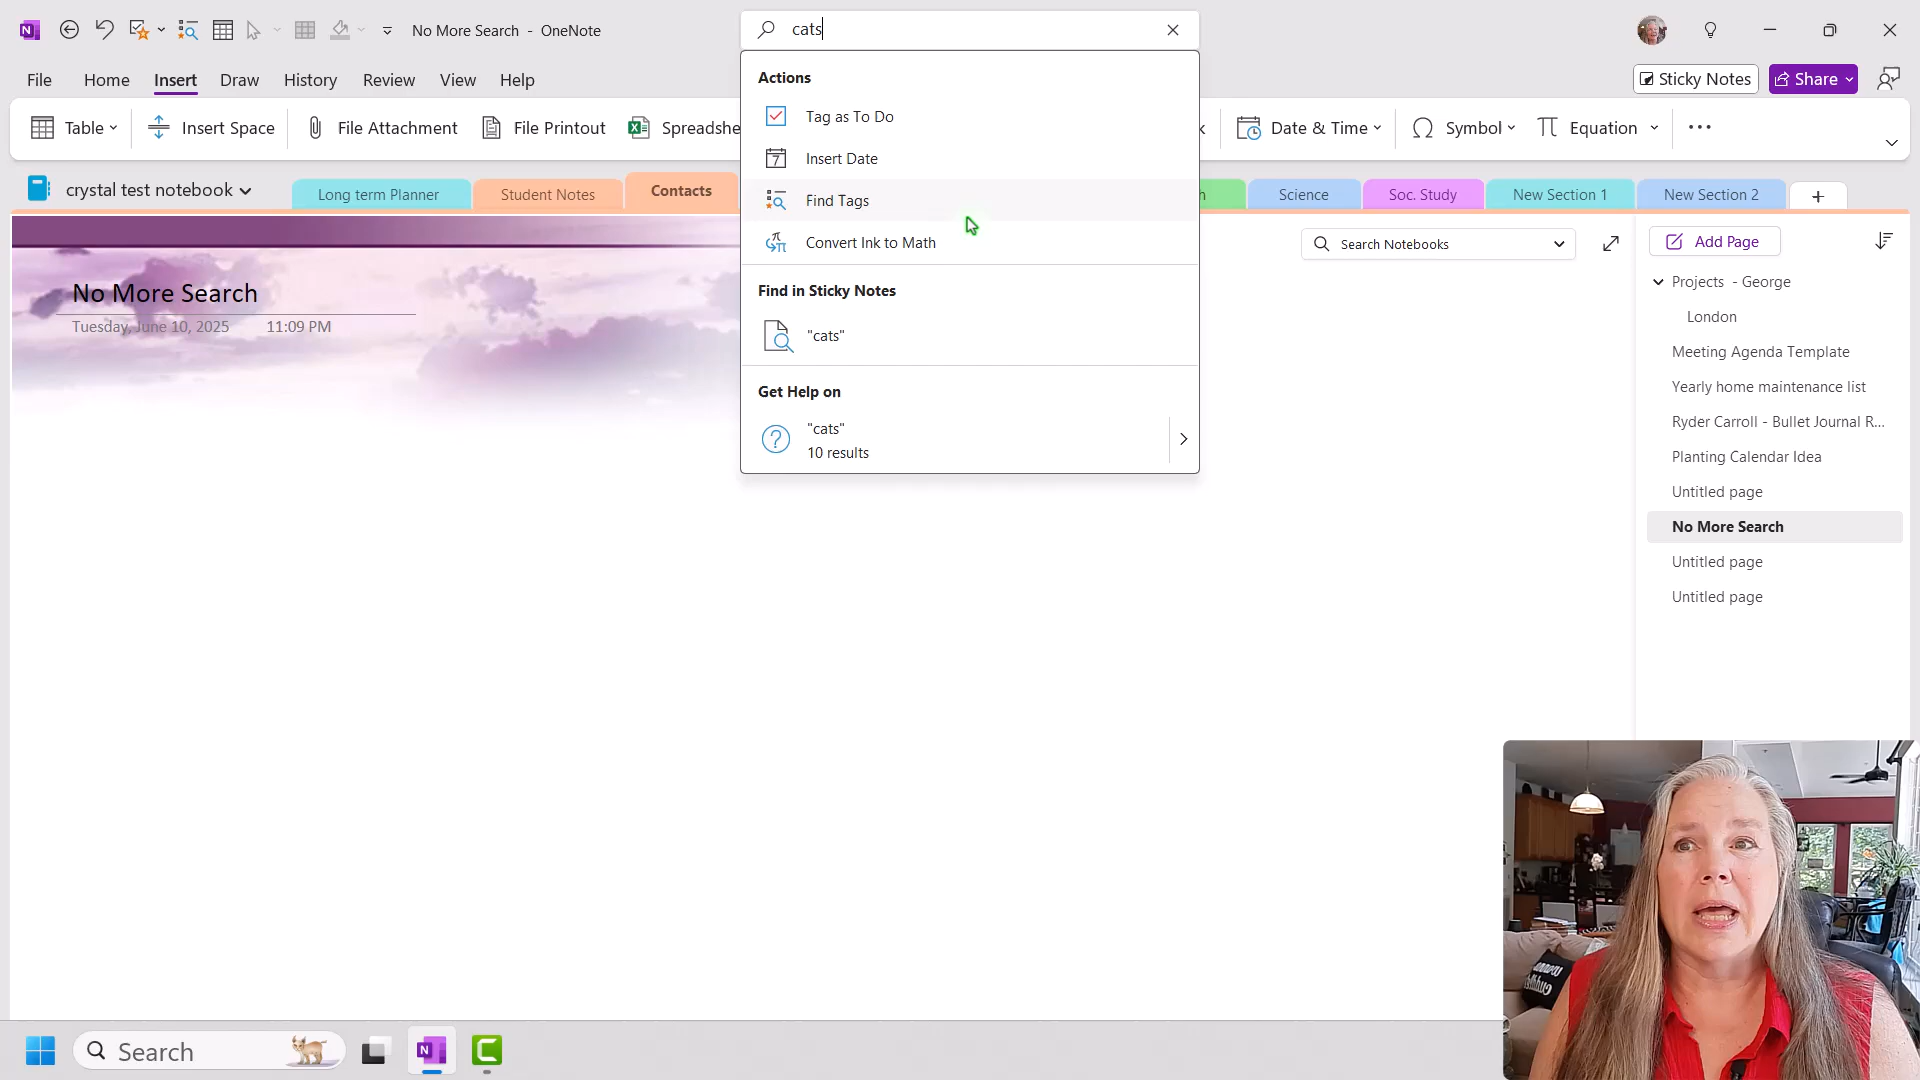 No More Search - OneNote
cats
File
Home
Insert
Draw
History
Review
View
Help
Sticky Notes
Share
Table
Insert Space
File Attachment
File Printout
Spreadshe
Date & Time
Symbol
Equation
crystal test notebook
Long term Planner
Student Notes
Contacts
Science
Soc. Study
New Section 1
New Section 2
Actions
Tag as To Do
Insert Date
Find Tags
Convert Ink to Math
Find in Sticky Notes
"cats"
Get Help on
"cats"
10 results
Search Notebooks
No More Search
Tuesday, June 10, 2025 11:09 PM
Add Page
Projects - George
London
Meeting Agenda Template
Yearly home maintenance list
Ryder Carroll - Bullet Journal R...
Planting Calendar Idea
Untitled page
No More Search
Untitled page
Untitled page
Search